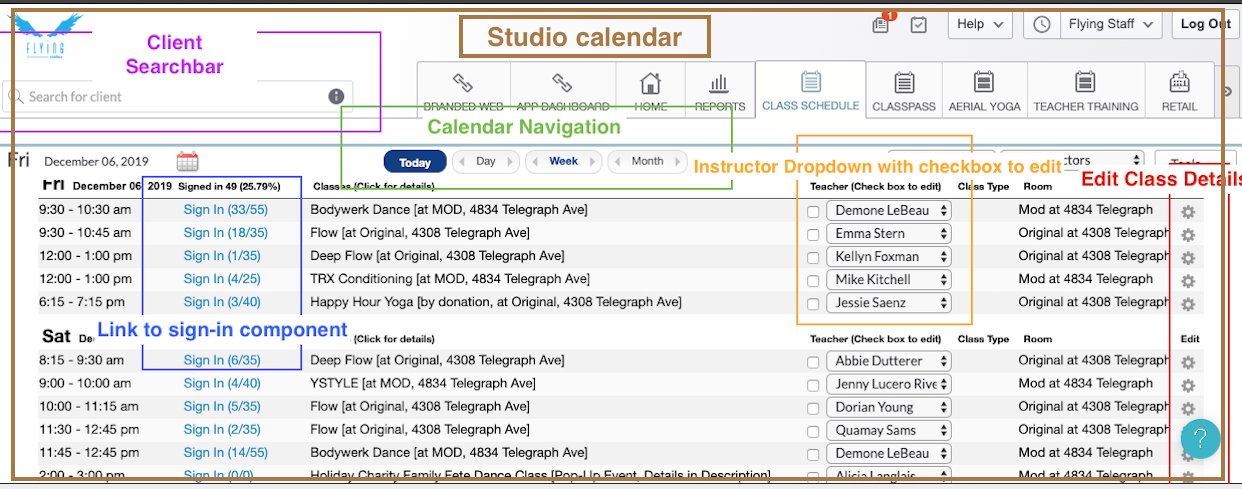 Studio calendar
Client
Searchbar
FLYING
1
Help
Flying Staff
Log Out
Search for client
BRANDED WEB
APP DASHBOARD
HOME
REPORTS
CLASS SCHEDULE
CLASSPASS
AERIAL YOGA
TEACHER TRAINING
RETAIL
Calendar Navigation
Fri December 06, 2019
Today
Day
Week
Month
Instructor Dropdown with checkbox to edit
Edit Class Details
Fri December 06 2019 Signed in 49 (25.79%) Classes (Click for details) Teacher (Check box to edit) Class Type Room
9:30 - 10:30 am Sign In (33/55) Bodywerk Dance [at MOD, 4834 Telegraph Ave] Demone LeBeau Mod at 4834 Telegraph
9:30 - 10:45 am Sign In (18/35) Flow [at Original, 4308 Telegraph Ave] Emma Stern Original at 4308 Telegraph
12:00 - 1:00 pm Sign In (1/35) Deep Flow [at Original, 4308 Telegraph Ave] Kellyn Foxman Original at 4308 Telegraph
12:00 - 1:00 pm Sign In (4/25) TRX Conditioning [at MOD, 4834 Telegraph Ave] Mike Kitchell Mod at 4834 Telegraph
6:15 - 7:15 pm Sign In (3/40) Happy Hour Yoga [by donation, at Original, 4308 Telegraph Ave] Jessie Saenz Original at 4308 Telegraph
Link to sign-in component
Sat (Click for details) Teacher (Check box to edit) Class Type Room Edit
8:15 - 9:30 am Sign In (6/35) Deep Flow [at Original, 4308 Telegraph Ave] Abbie Dutterer Original at 4308 Telegraph
9:00 - 10:00 am Sign In (4/40) YSTYLE [at MOD, 4834 Telegraph Ave] Jenny Lucero Rive Mod at 4834 Telegraph
10:00 - 11:15 am Sign In (5/35) Flow [at Original, 4308 Telegraph Ave] Dorian Young Original at 4308 Telegraph
11:30 - 12:45 pm Sign In (2/35) Flow [at Original, 4308 Telegraph Ave] Quamay Sams Original at 4308 Telegraph
11:45 - 12:45 pm Sign In (14/55) Bodywerk Dance [at MOD, 4834 Telegraph Ave] Demone LeBeau Mod at 4834 Telegraph
2:00 - 3:00 pm Sign In (0/0) Holiday Charity Family Fete Dance Class [Pop-Up Event, Details in Description] Alicia Langlais Mod at 4834 Telegraph
?